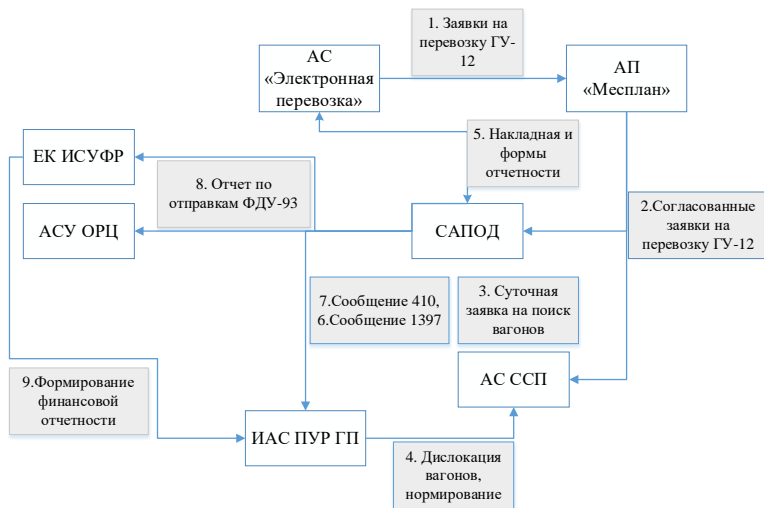 1. Заявки на
перевозку ГУ-
12
АС
«Электронная
перевозка»
АП
«Месплан»
5. Накладная и
формы
отчетности
ЕК ИСУФР
8. Отчет по
отправкам ФДУ-93
АСУ ОРЦ
САПОД
2.Согласованные
заявки на
перевозку ГУ-12
7.Сообщение 410,
6.Сообщение 1397
3. Суточная
заявка на поиск
вагонов
АС ССП
9.Формирование
финансовой
отчетности
ИАС ПУР ГП
4. Дислокация
вагонов,
нормирование